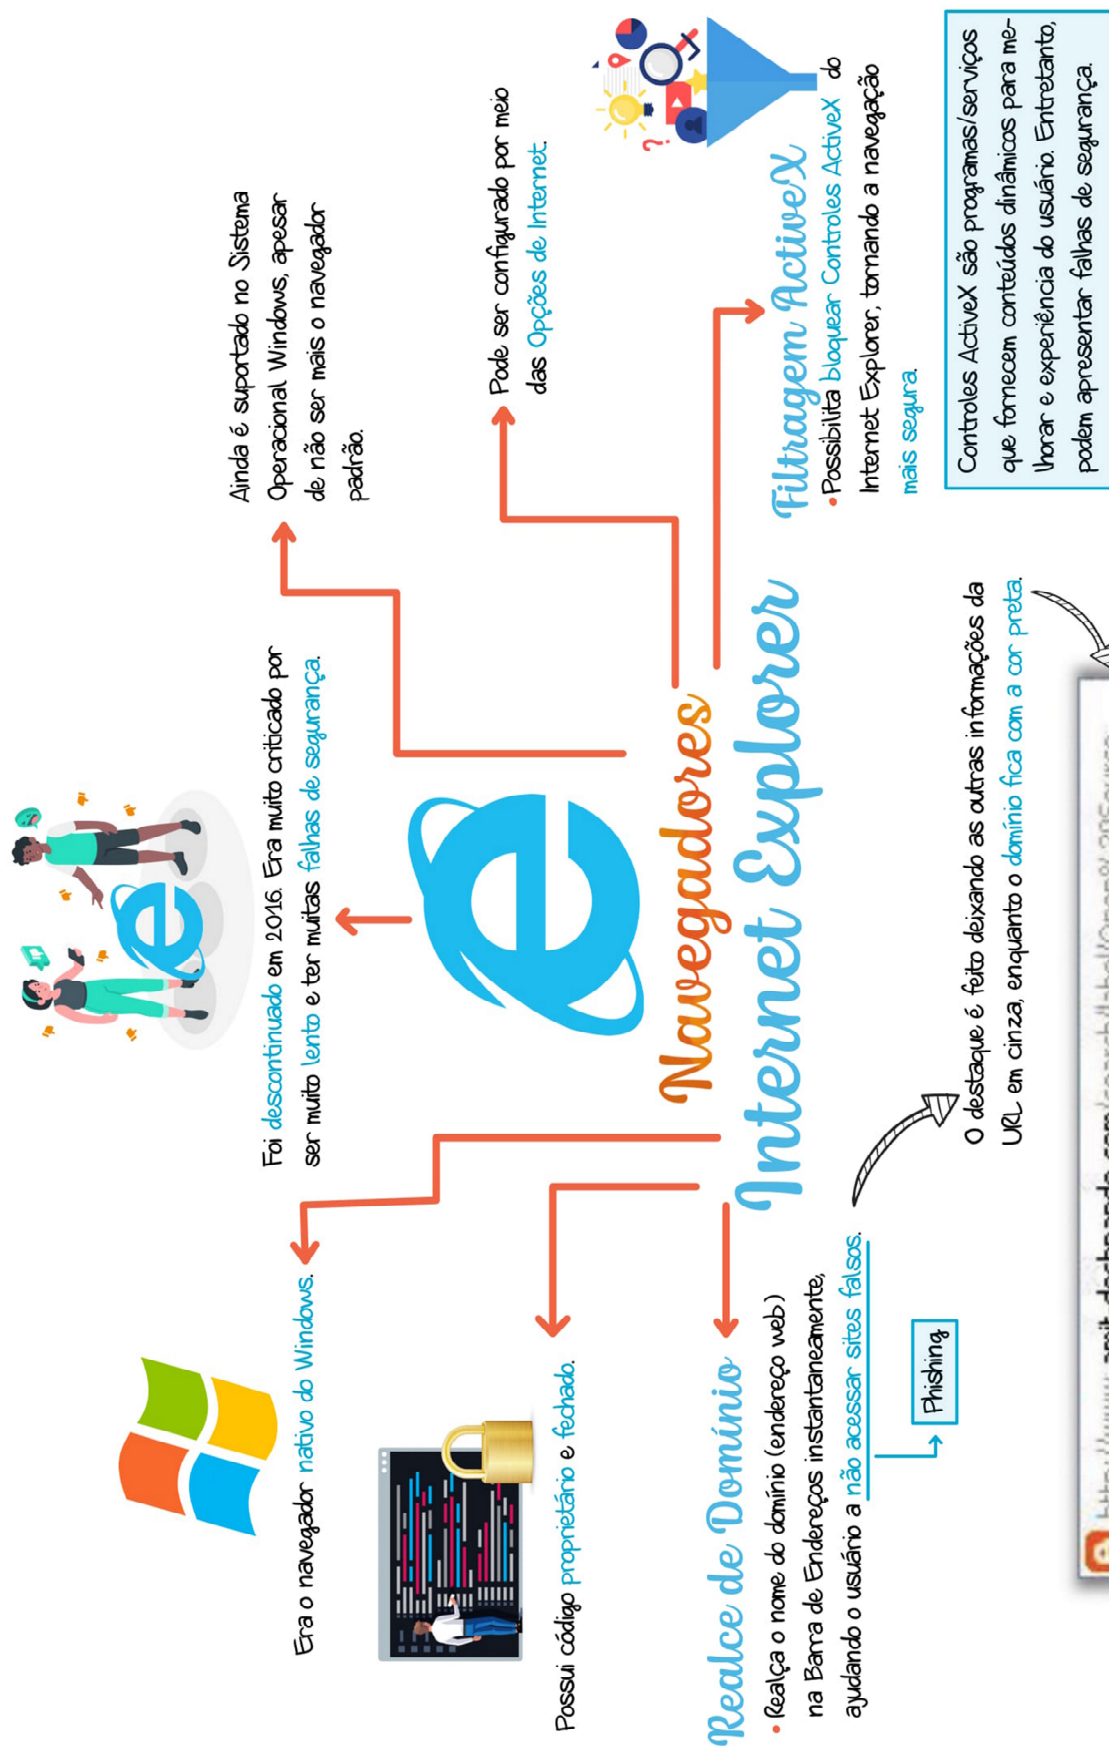 Foi descontinuado em 2016. Era muito criticado por
ser muito lento e ter muitas falhas de segurança.
Ainda é suportado no Sistema
Operacional Windows, apesar
de não ser mais o navegador
padrão.
Era o navegador nativo do Windows.
Pode ser configurado por meio
das Opções de Internet.
Possui código proprietário e fechado.
Navegadores
Internet Explorer
Realce de Domínio
• Realça o nome do domínio (endereço web)
na Barra de Endereços instantaneamente,
ajudando o usuário a não acessar sites falsos.
Phishing
O destaque é feito deixando as outras informações da
URL em cinza, enquanto o domínio fica com a cor preta.
Filtragem ActiveX
• Possibilita bloquear Controles ActiveX do
Internet Explorer, tornando a navegação
mais segura.
Controles ActiveX são programas/serviços
que fornecem conteúdos dinâmicos para me-
lhorar e experiência do usuário. Entretanto,
podem apresentar falhas de segurança.